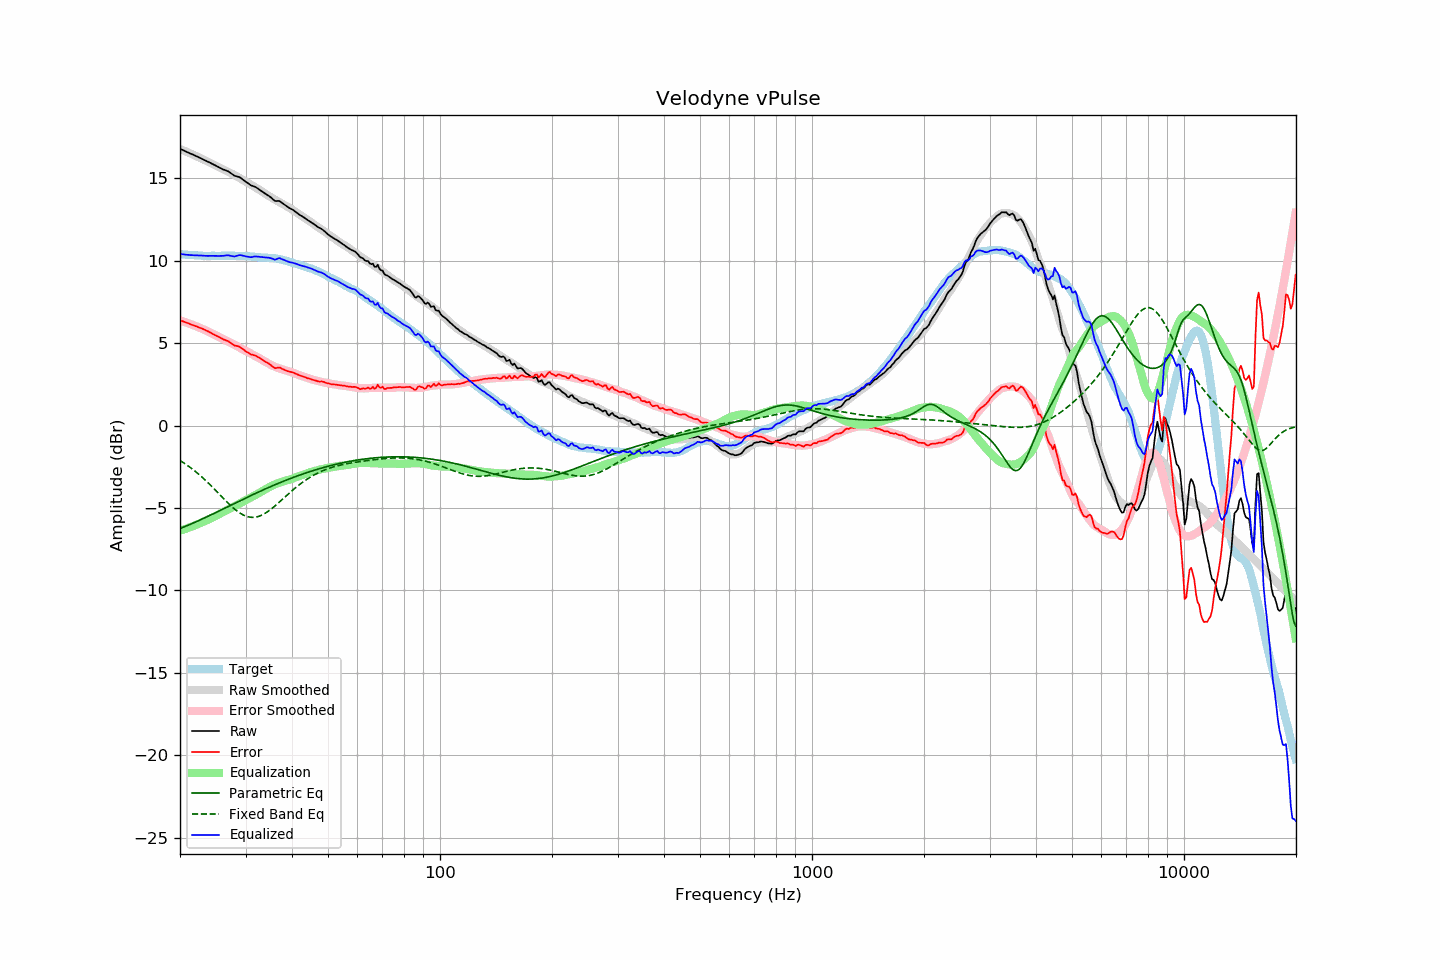 Velodyne vPulse
Amplitude (dBr)
15
10
5
0
−5
−10
−15
−20
−25
Target
Raw Smoothed
Error Smoothed
Raw
Error
Equalization
Parametric Eq
Fixed Band Eq
Equalized
100
1000
10000
Frequency (Hz)